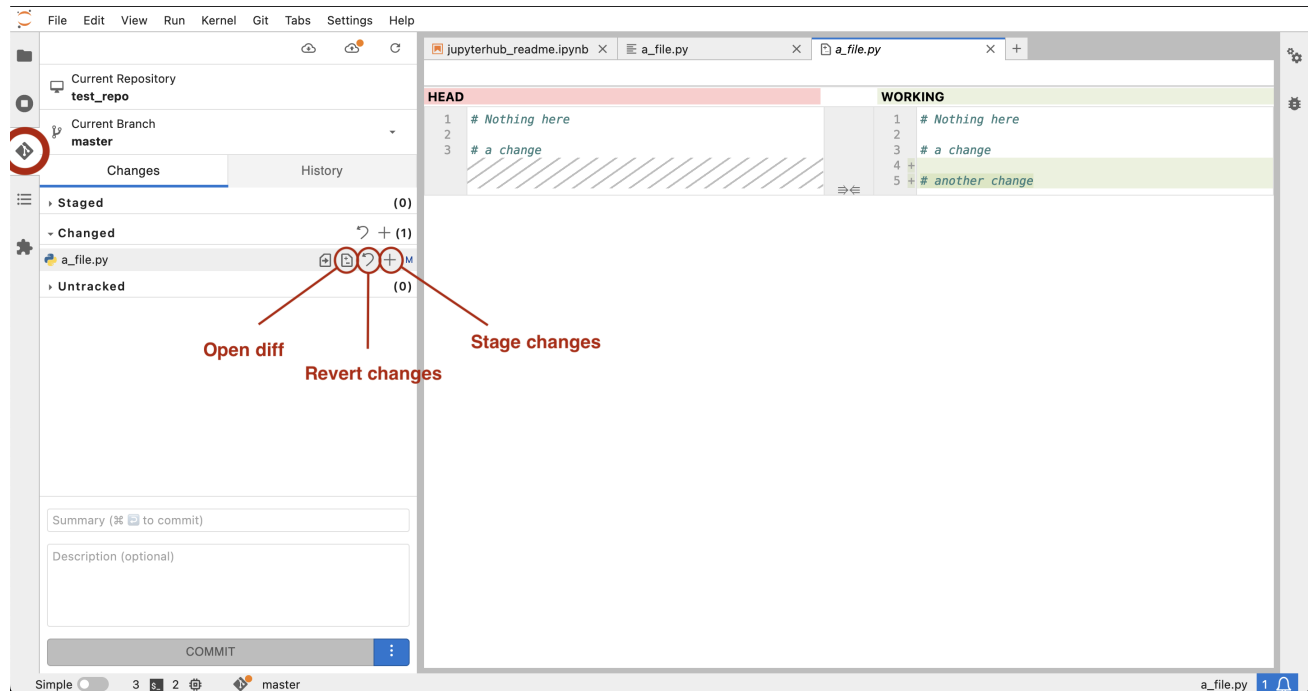 File Edit View Run Kernel Git Tabs Settings Help
jupyterhub_readme.ipynb
a_file.py
a_file.py
Current Repository
test_repo
Current Branch
master
Changes History
Staged (0)
Changed (1)
a_file.py M
Untracked (0)
Open diff
Revert changes
Stage changes
Summary (⌘ ↩ to commit)
Description (optional)
COMMIT
HEAD
1 # Nothing here
2
3 # a change
WORKING
1 # Nothing here
2
3 # a change
4 +
5 + # another change
Simple 3 $_ 2 master a_file.py 1